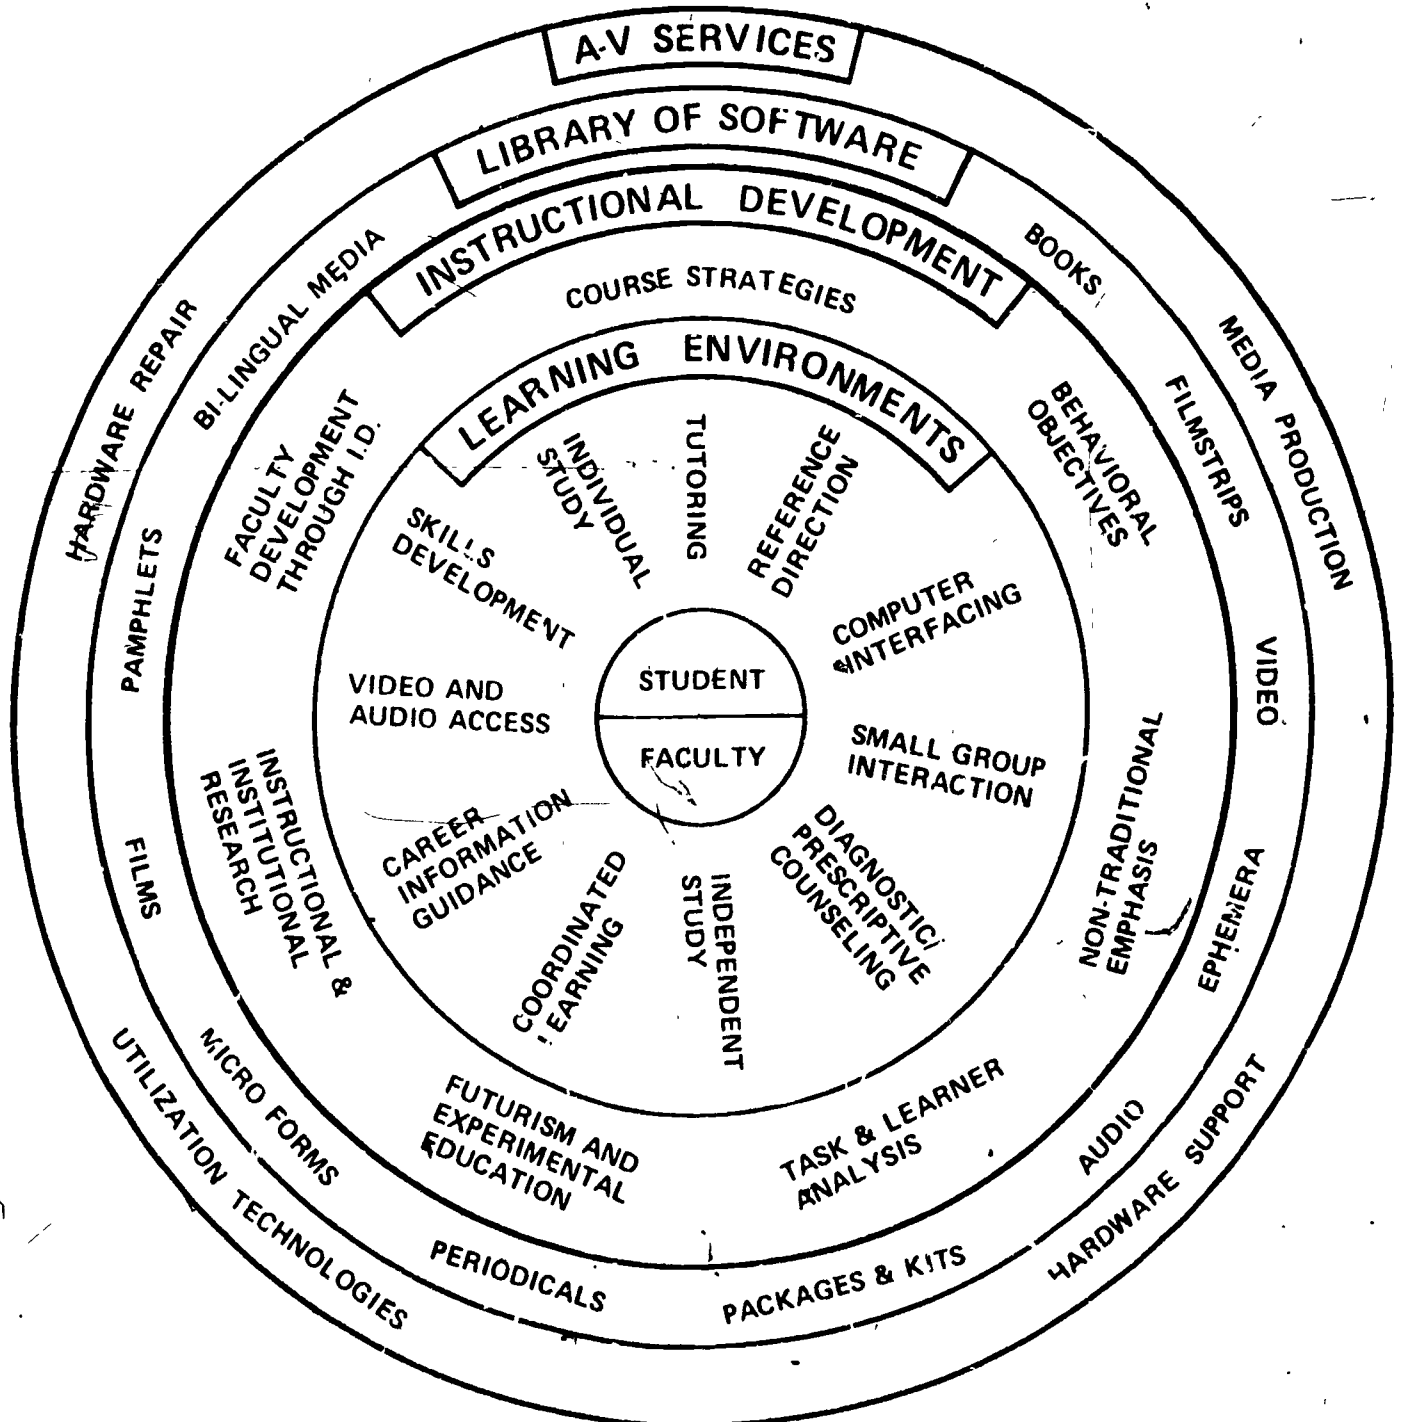 A-V SERVICES
LIBRARY OF SOFTWARE
INSTRUCTIONAL DEVELOPMENT
COURSE STRATEGIES
LEARNING ENVIRONMENTS
HARDWARE REPAIR
MEDIA PRODUCTION
HARDWARE SUPPORT
UTILIZATION TECHNOLOGIES
BI-LINGUAL MEDIA
BOOKS
FILMSTRIPS
VIDEO
EPHEMERA
AUDIO
PACKAGES & KITS
PERIODICALS
MICRO FORMS
FILMS
PAMPHLETS
FACULTY
DEVELOPMENT
THROUGH I.D.
BEHAVIORAL
OBJECTIVES
NON-TRADITIONAL
EMPHASIS
TASK & LEARNER
ANALYSIS
FUTURISM AND
EXPERIMENTAL
EDUCATION
INSTRUCTIONAL &
INSTITUTIONAL
RESEARCH
SKILLS
DEVELOPMENT
INDIVIDUAL
STUDY
TUTORING
REFERENCE
DIRECTION
COMPUTER
INTERFACING
SMALL GROUP
INTERACTION
DIAGNOSTIC/
PRESCRIPTIVE
COUNSELING
INDEPENDENT
STUDY
COORDINATED
LEARNING
CAREER
INFORMATION
GUIDANCE
VIDEO AND
AUDIO ACCESS
STUDENT
FACULTY